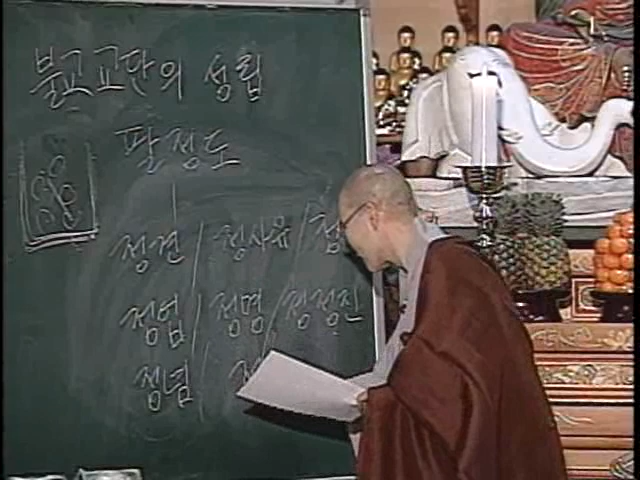 불교교단의 성립
팔정도
정견 / 정사유 / 정
정업 / 정명 / 정정진
정념 /